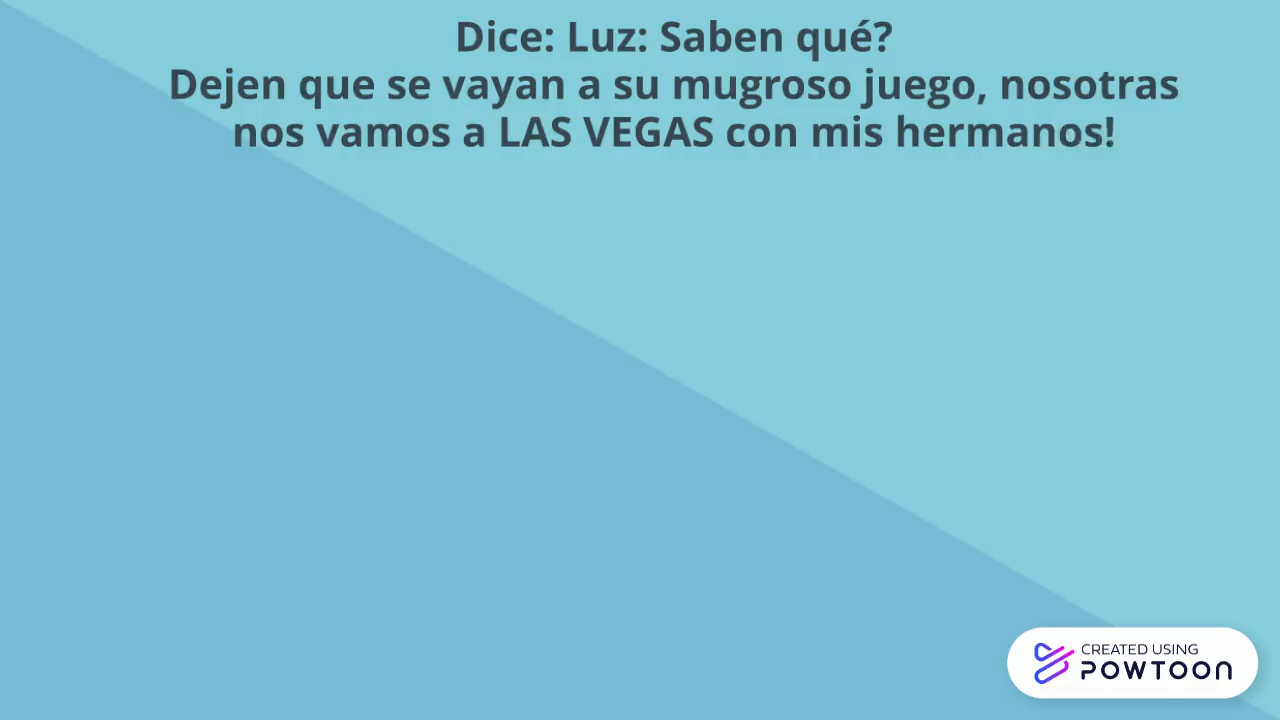 Dice: Luz: Saben qué?
Dejen que se vayan a su mugroso juego, nosotras
nos vamos a LAS VEGAS con mis hermanos!
CREATED USING
POWTOON